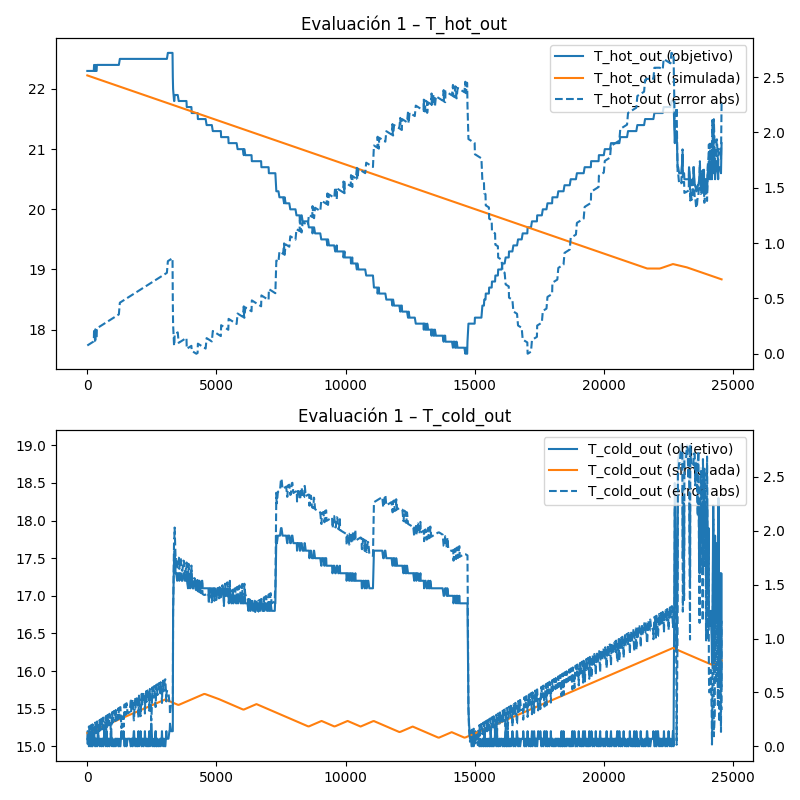 Evaluación 1 – T_hot_out
22
21
20
19
18
2.5
2.0
1.5
1.0
0.5
0.0
T_hot_out (objetivo)
T_hot_out (simulada)
T_hot_out (error abs)
0 5000 10000 15000 20000 25000
Evaluación 1 – T_cold_out
19.0
18.5
18.0
17.5
17.0
16.5
16.0
15.5
15.0
2.5
2.0
1.5
1.0
0.5
0.0
T_cold_out (objetivo)
T_cold_out (simulada)
T_cold_out (error abs)
0 5000 10000 15000 20000 25000